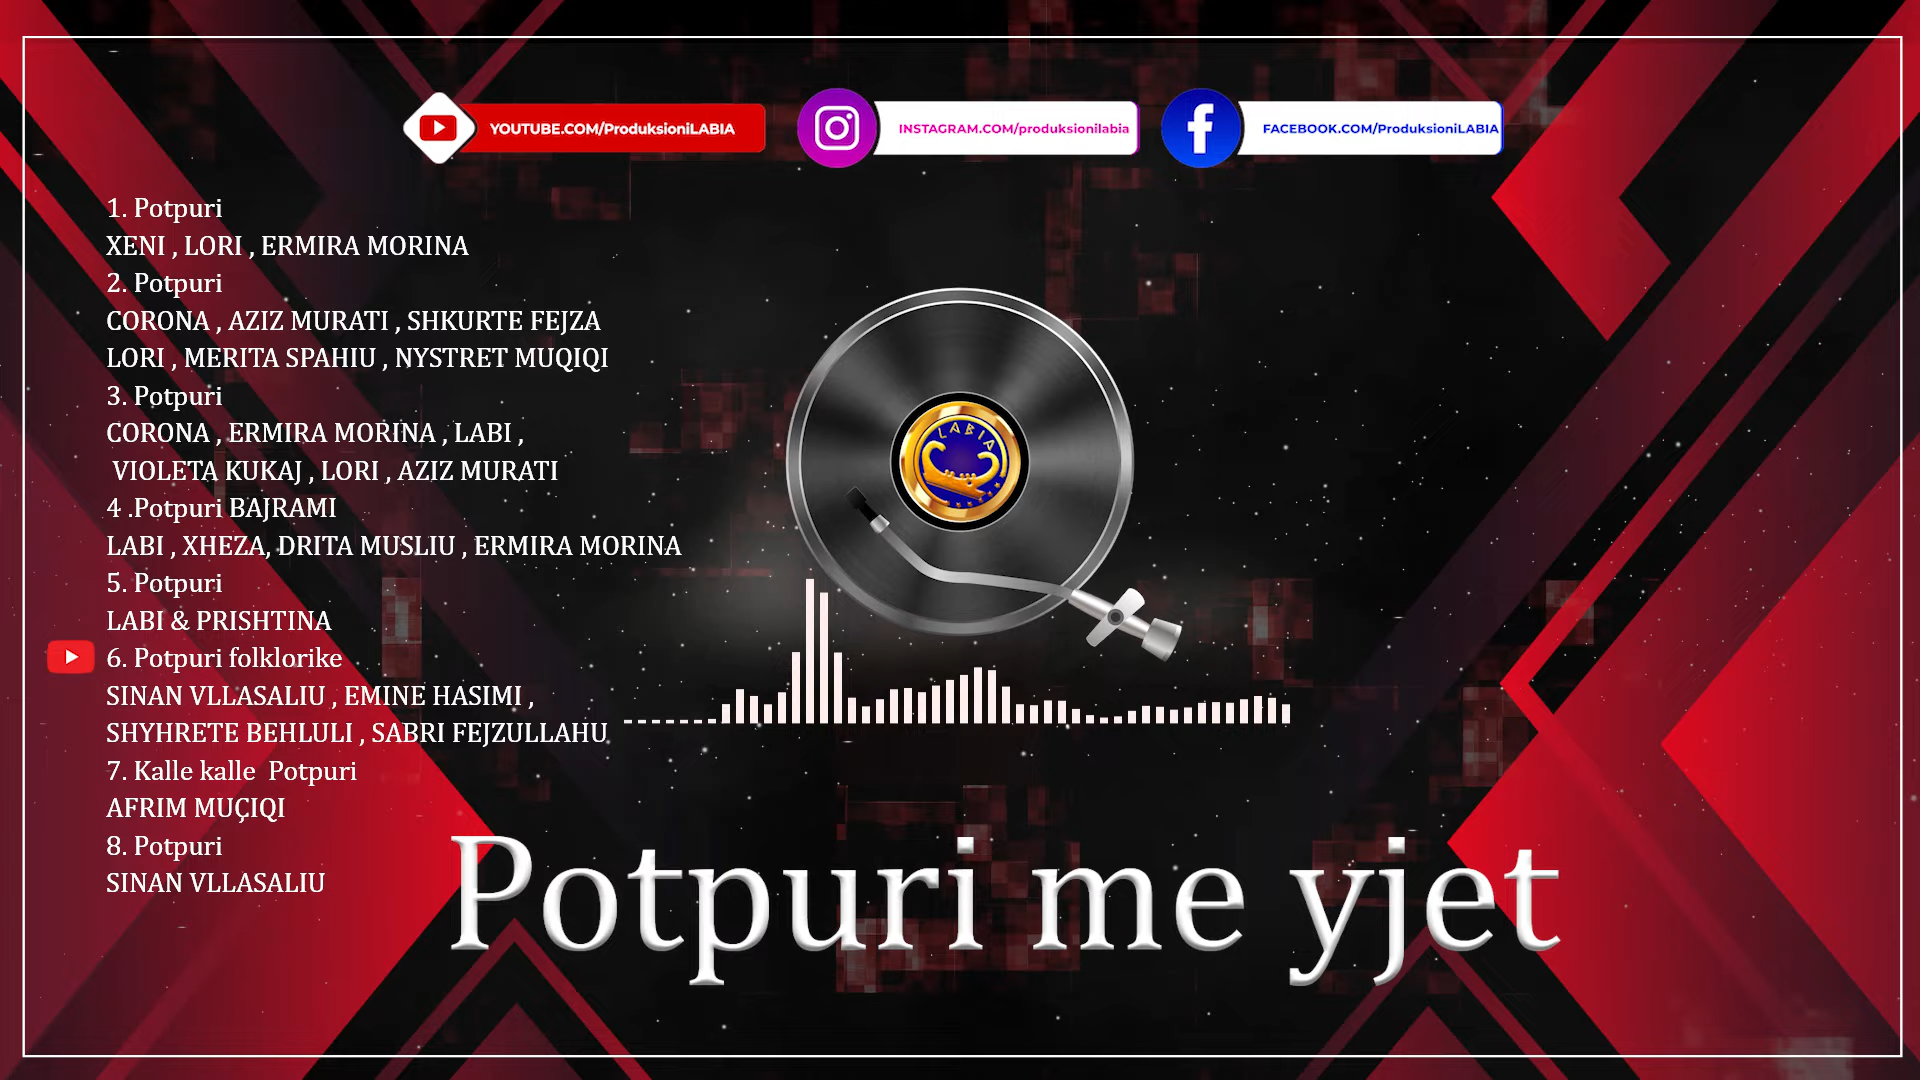 YOUTUBE.COM/ProduksioniLABIA
INSTAGRAM.COM/produksionilabia
FACEBOOK.COM/ProduksioniLABIA
1. Potpuri
XENI , LORI , ERMIRA MORINA
2. Potpuri
CORONA , AZIZ MURATI , SHKURTE FEJZA
LORI , MERITA SPAHIU , NYSTRET MUQIQI
3. Potpuri
CORONA , ERMIRA MORINA , LABI ,
VIOLETA KUKAJ , LORI , AZIZ MURATI
4 .Potpuri BAJRAMI
LABI , XHEZA, DRITA MUSLIU , ERMIRA MORINA
5. Potpuri
LABI & PRISHTINA
6. Potpuri folklorike
SINAN VLLASALIU , EMINE HASIMI ,
SHYHRETE BEHLULI , SABRI FEJZULLAHU
7. Kalle kalle  Potpuri
AFRIM MUÇIQI
8. Potpuri
SINAN VLLASALIU
LABIA
Potpuri me yjet